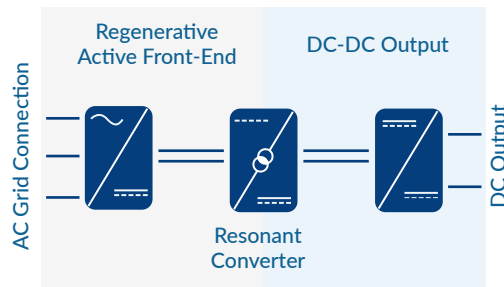 Regenerative
Active Front-End
DC-DC Output
AC Grid Connection
DC Output
Resonant
Converter